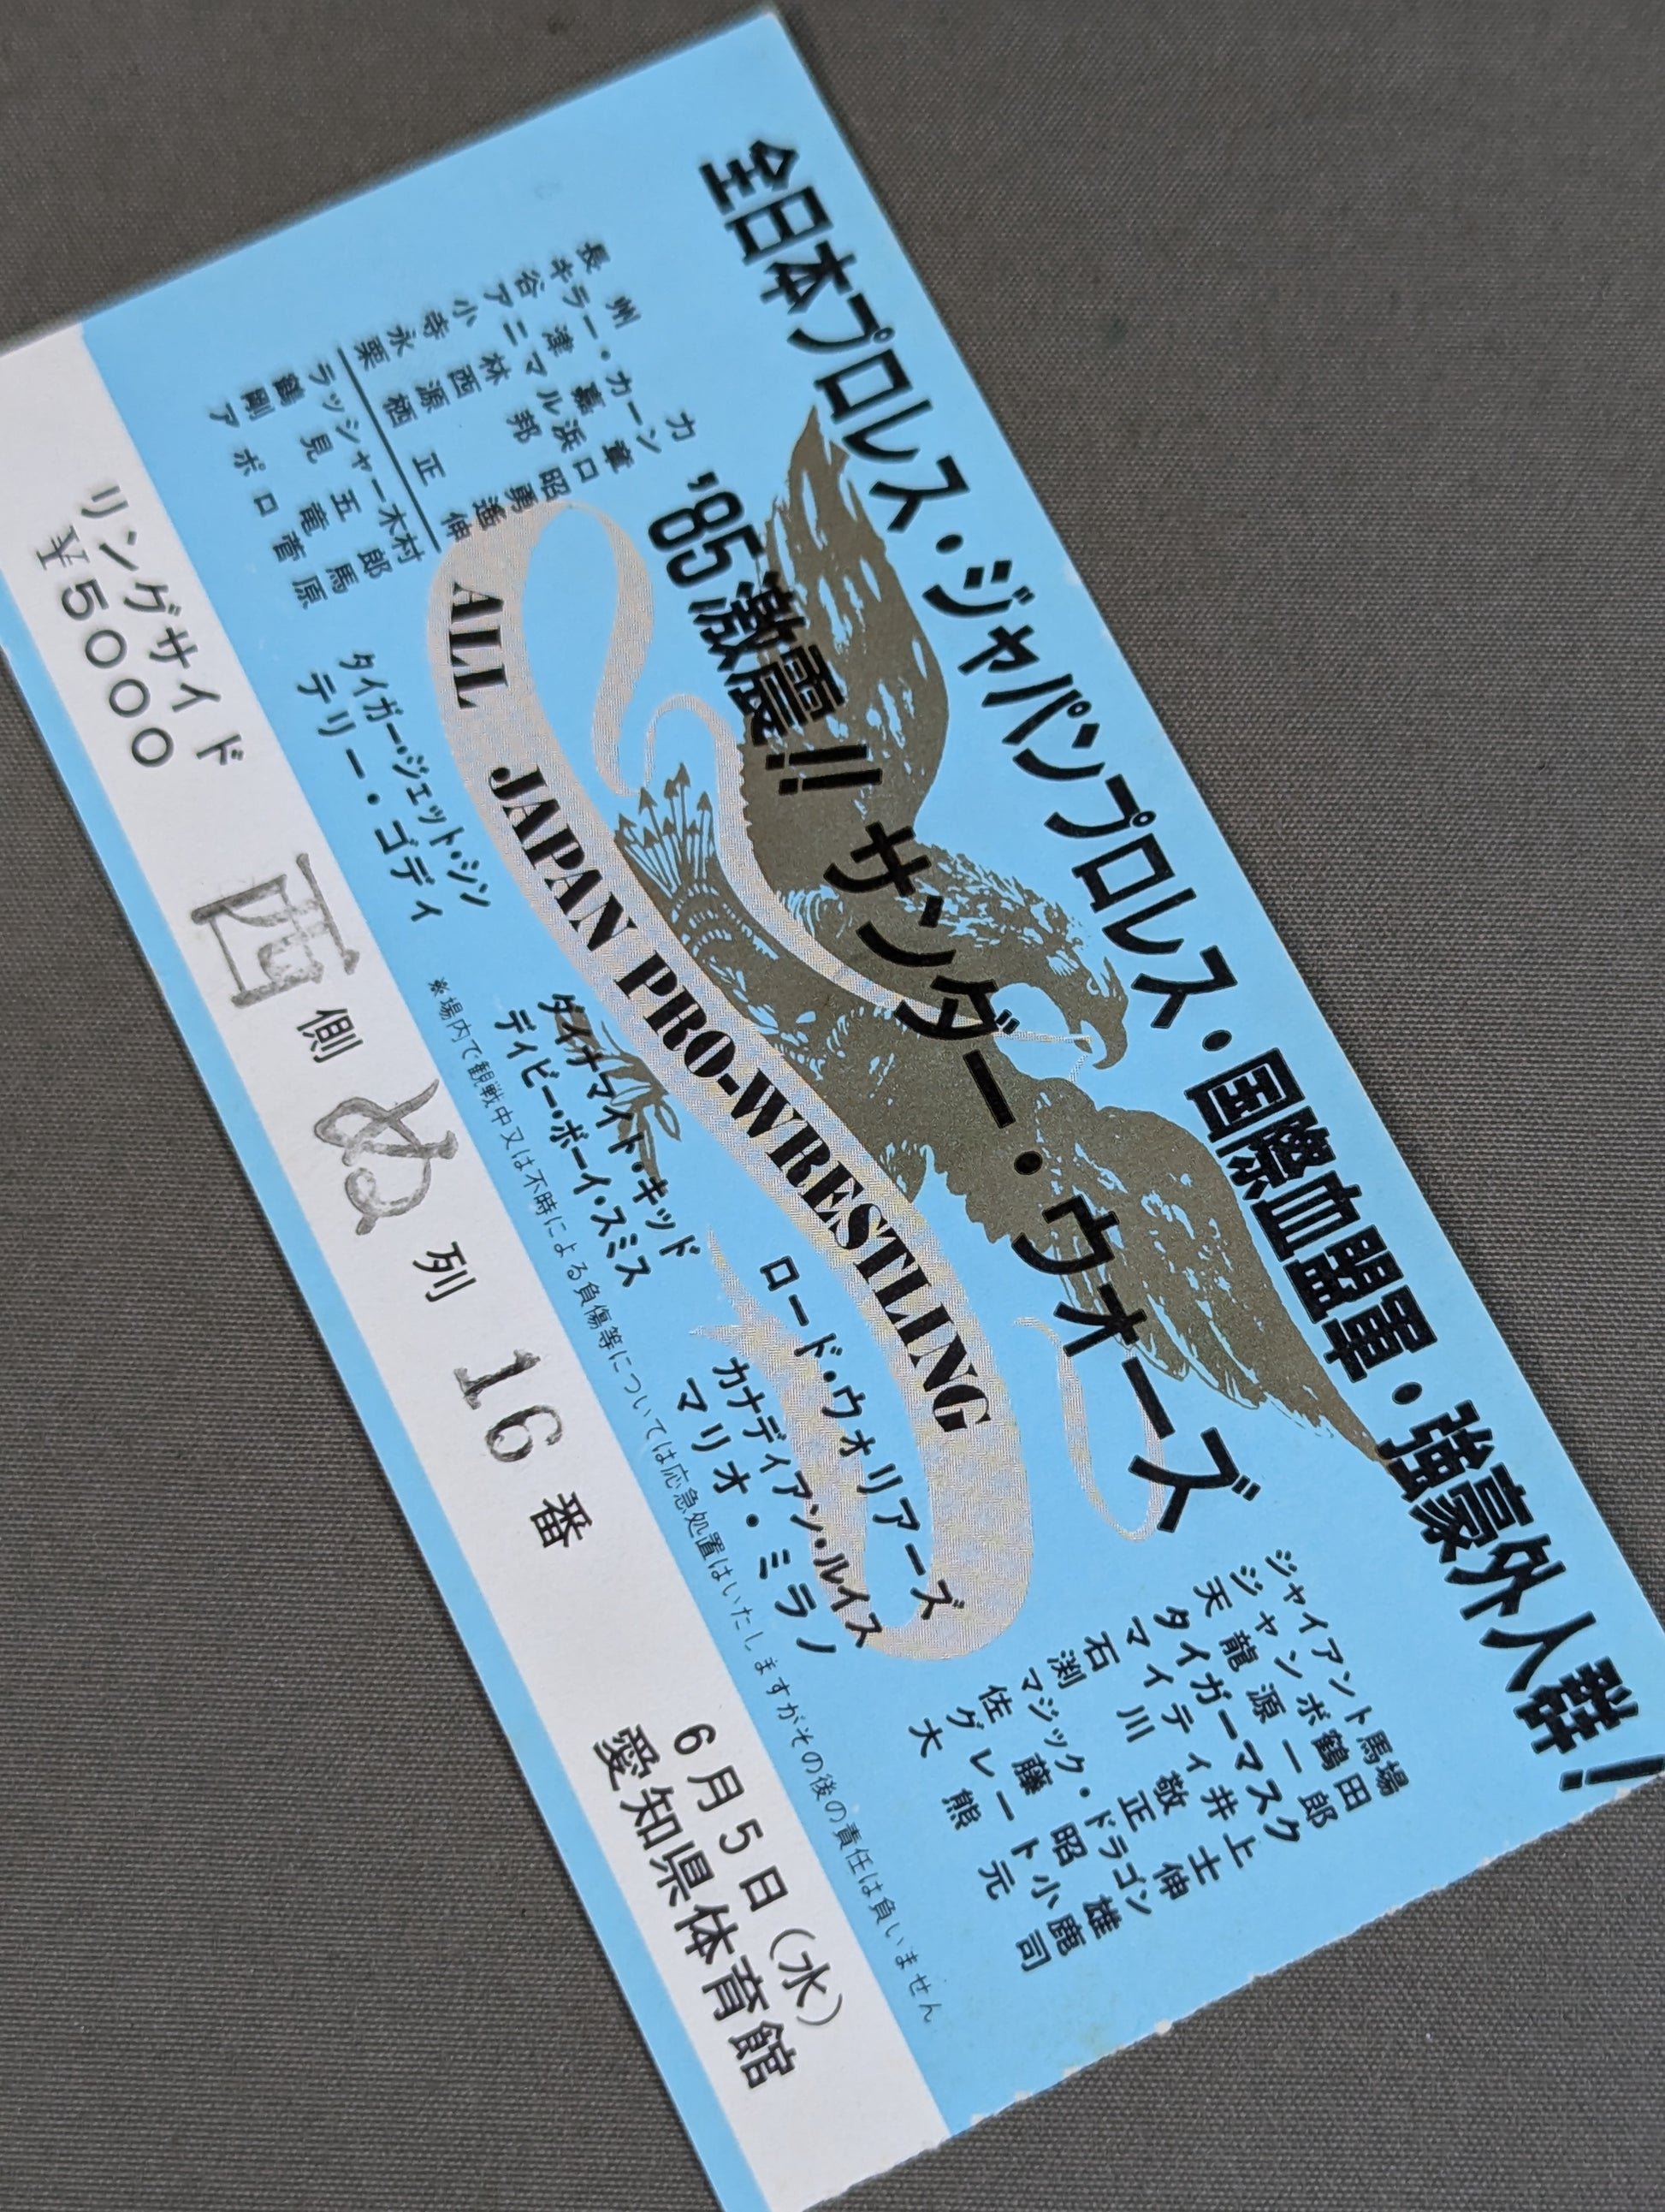 全日本プロレス・ジャパンプロレス・国際血盟軍・強豪外人群!
'85激震!! サンダー・ウォーズ
ALL JAPAN PRO-WRESTLING
長州力
キラー・カーン
谷津嘉章
アニマル浜口
小林邦昭
寺西勇
永源遙
栗栖正伸
ラッシャー木村
鶴見五郎
剛竜馬
アポロ菅原
タイガー・ジェット・シン
テリー・ゴディ
ダイナマイト・キッド
デイビー・ボーイ・スミス
ロード・ウォリアーズ
カナディアン・ルイス
マリオ・ミラノ
ジャイアント馬場
ジャンボ鶴田
天龍源一郎
タイガーマスク
マイティ井上
石川敬士
渕正伸
マジック・ドラゴン
佐藤昭雄
グレート小鹿
大熊元司
※場内で観戦中又は不時による負傷等については応急処置はいたしますがその後の責任は負いません
リングサイド
¥5000
西側ぬ列16番
6月5日(水)
愛知県体育館